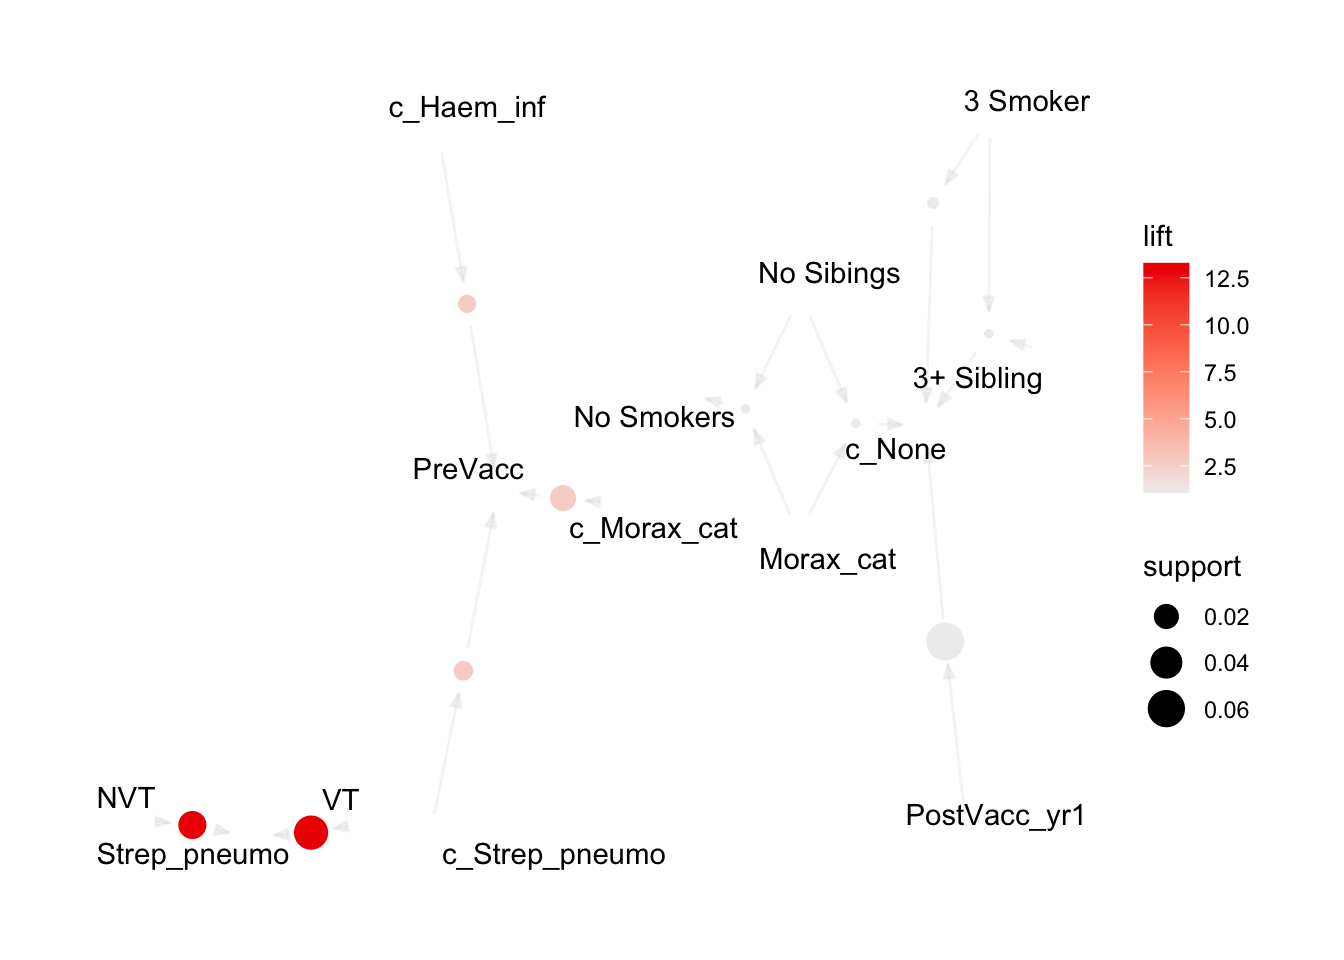 c_Haem_inf
3 Smoker
No Sibings
3+ Sibling
No Smokers
c_None
PreVacc
c_Morax_cat
Morax_cat
NVT
VT
PostVacc_yr1
Strep_pneumo
c_Strep_pneumo
lift
12.5
10.0
7.5
5.0
2.5
support
0.02
0.04
0.06